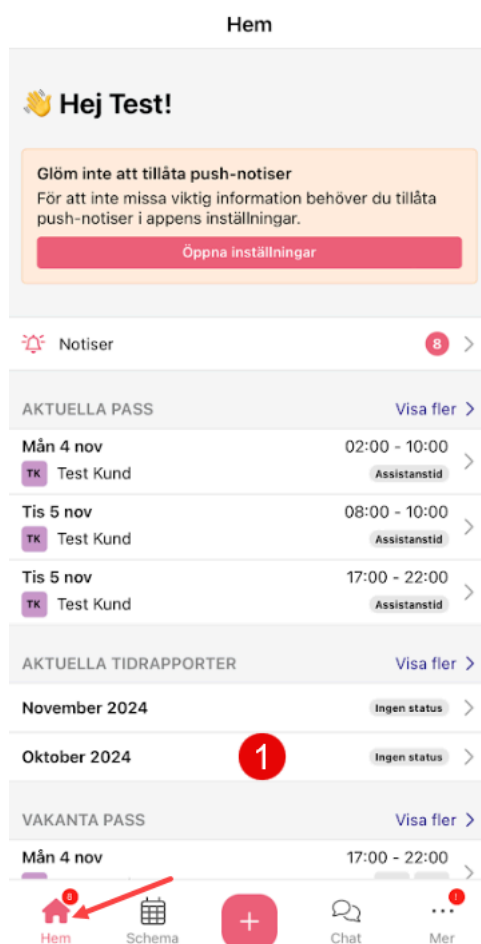 Hem
👋 Hej Test!
Glöm inte att tillåta push-notiser
För att inte missa viktig information behöver du tillåta
push-notiser i appens inställningar.
Öppna inställningar
Notiser 8
AKTUELLA PASS Visa fler
Mån 4 nov 02:00 - 10:00
TK Test Kund Assistanstid
Tis 5 nov 08:00 - 10:00
TK Test Kund Assistanstid
Tis 5 nov 17:00 - 22:00
TK Test Kund Assistanstid
AKTUELLA TIDRAPPORTER Visa fler
November 2024 Ingen status
Oktober 2024 1 Ingen status
VAKANTA PASS Visa fler
Mån 4 nov 17:00 - 22:00
8 !
Hem Schema + Chat Mer